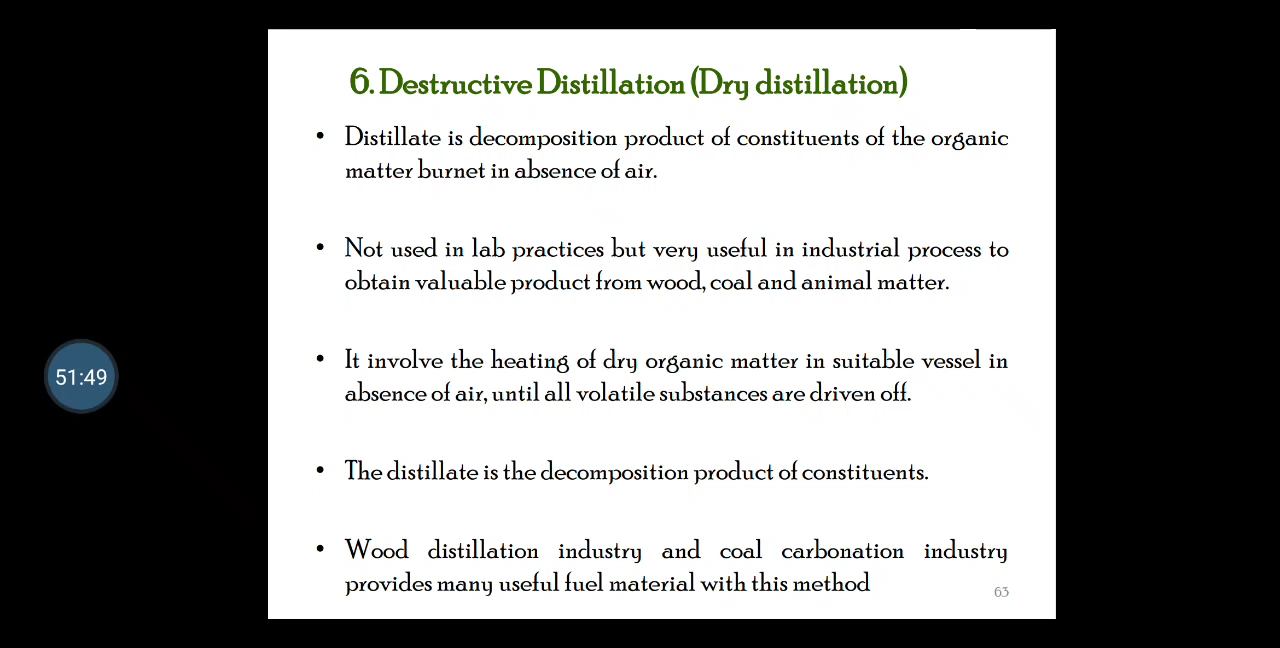 6. Destructive Distillation (Dry distillation)
• Distillate is decomposition product of constituents of the organic
matter burnet in absence of air.
• Not used in lab practices but very useful in industrial process to
obtain valuable product from wood, coal and animal matter.
51:49
• It involve the heating of dry organic matter in suitable vessel in
absence of air, until all volatile substances are driven off.
• The distillate is the decomposition product of constituents.
• Wood distillation industry and coal carbonation industry
provides many useful fuel material with this method
63